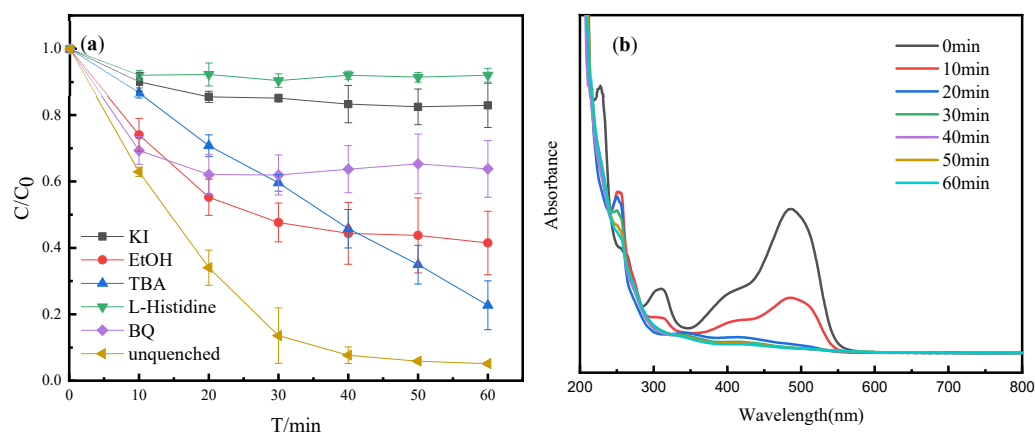 (a)
1.0
0.8
0.6
0.4
0.2
0.0
C/C0
KI
EtOH
TBA
L-Histidine
BQ
unquenched
0 10 20 30 40 50 60
T/min
(b)
0min
10min
20min
30min
40min
50min
60min
Absorbance
200 300 400 500 600 700 800
Wavelength(nm)